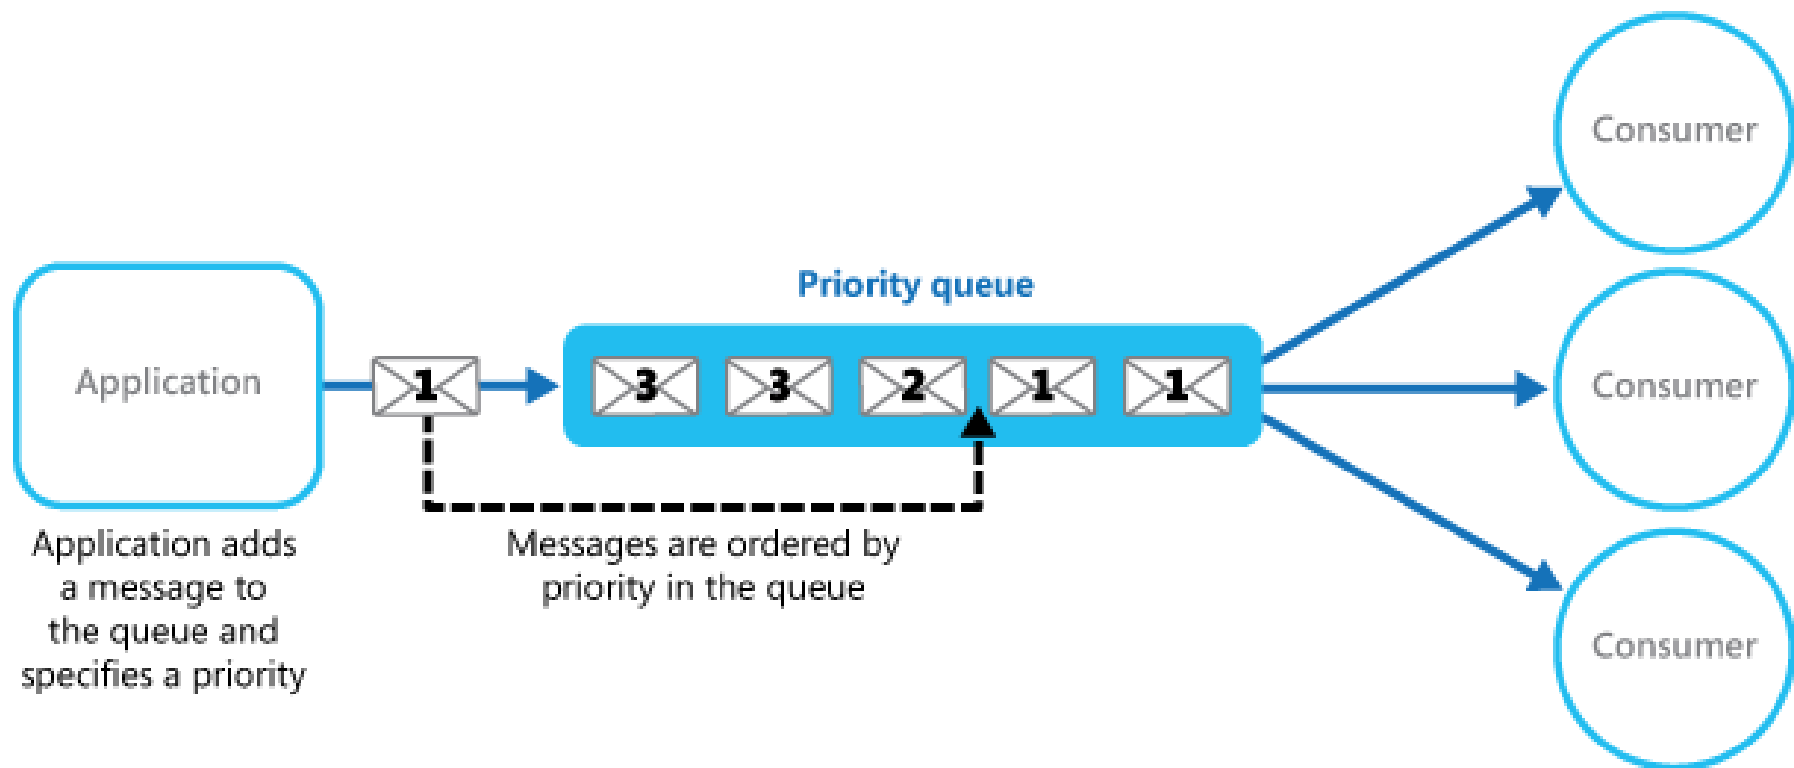 Consumer
Priority queue
Application
1
3
3
2
1
1
Consumer
Application adds
a message to
the queue and
specifies a priority
Messages are ordered by
priority in the queue
Consumer